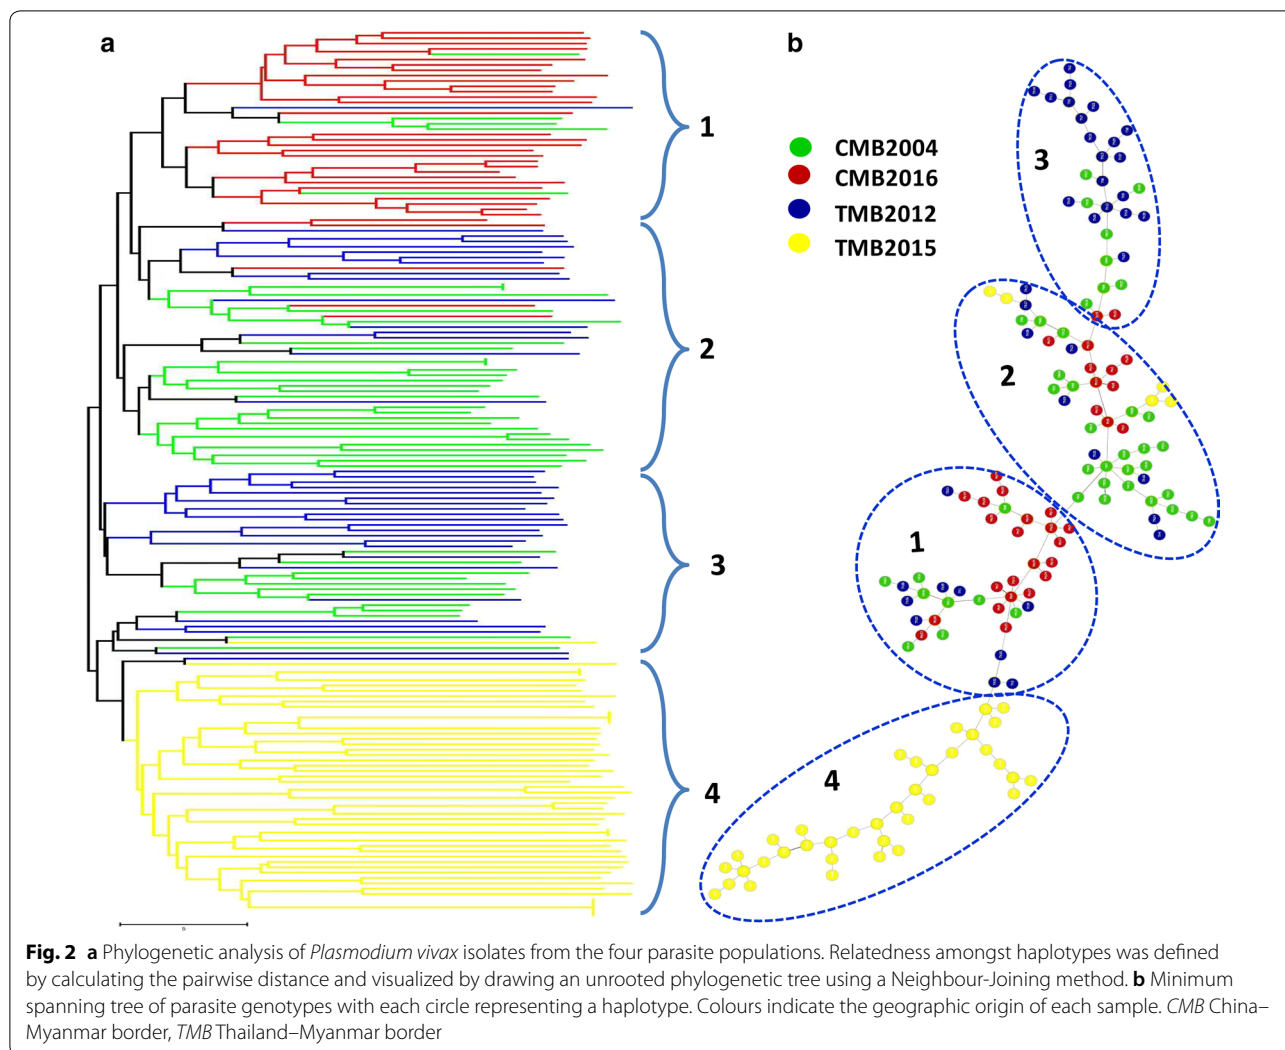 a
b
1
2
3
4
CMB2004
CMB2016
TMB2012
TMB2015
3
2
1
4
Fig. 2 a Phylogenetic analysis of Plasmodium vivax isolates from the four parasite populations. Relatedness amongst haplotypes was defined
by calculating the pairwise distance and visualized by drawing an unrooted phylogenetic tree using a Neighbour-Joining method. b Minimum
spanning tree of parasite genotypes with each circle representing a haplotype. Colours indicate the geographic origin of each sample. CMB China–
Myanmar border, TMB Thailand–Myanmar border